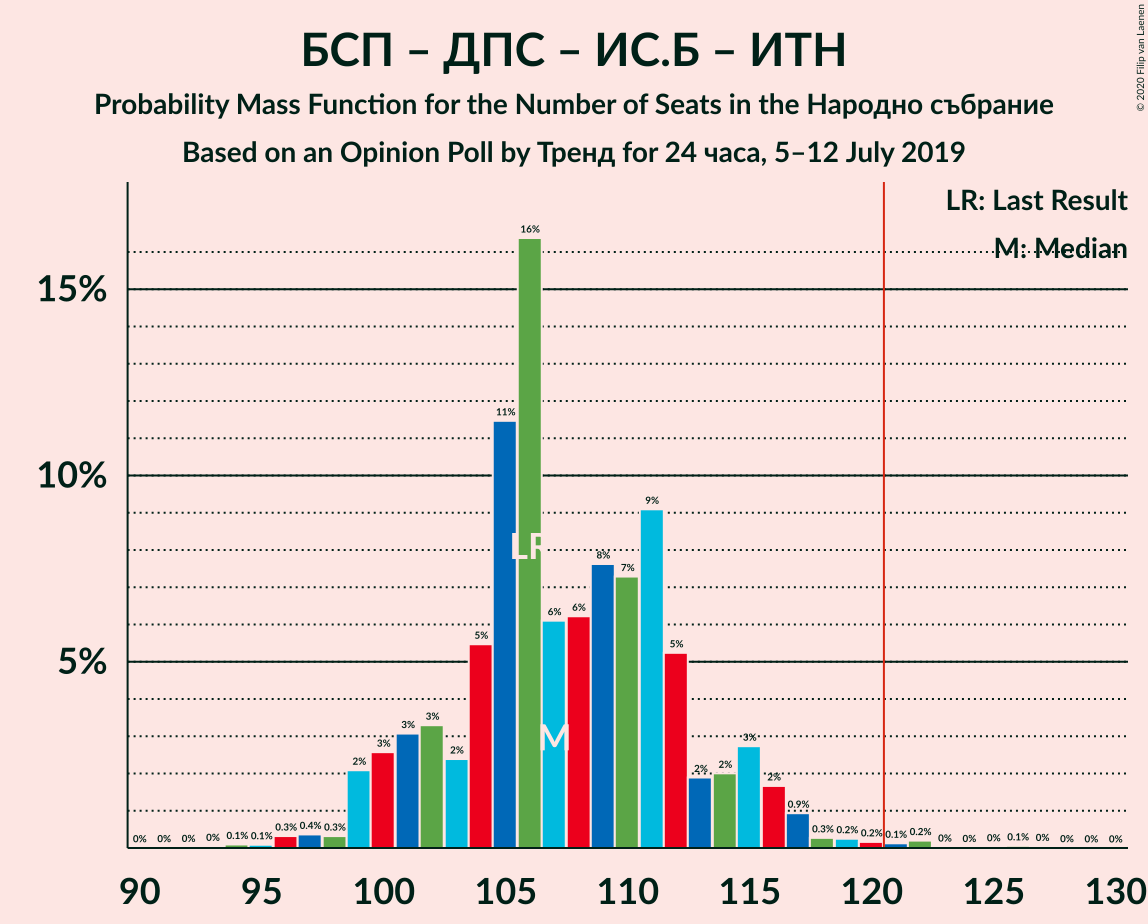 БСП – ДПС – ИС.Б – ИТН
Probability Mass Function for the Number of Seats in the Народно събрание
Based on an Opinion Poll by Тренд for 24 часа, 5–12 July 2019
© 2020 Filip van Laenen
LR: Last Result
M: Median
15%
10%
5%
0% 0% 0% 0% 0.1% 0.1% 0.3% 0.4% 0.3% 2% 3% 3% 3% 2% 5% 11% 16% 6% 6% 8% 7% 9% 5% 2% 2% 3% 2% 0.9% 0.3% 0.2% 0.2% 0.1% 0.2% 0% 0% 0% 0.1% 0% 0% 0% 0%
LR
M
90 95 100 105 110 115 120 125 130